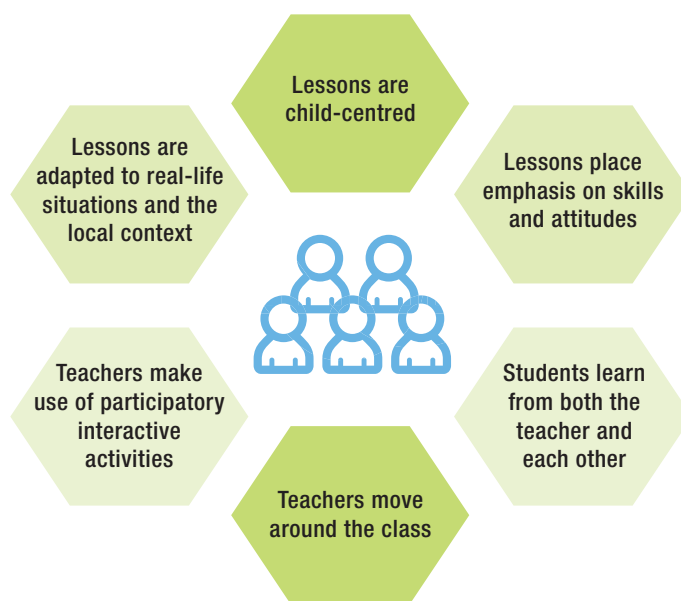 Lessons are
child-centred
Lessons place
emphasis on skills
and attitudes
Students learn
from both the
teacher and
each other
Teachers move
around the class
Teachers make
use of participatory
interactive
activities
Lessons are
adapted to real-life
situations and the
local context